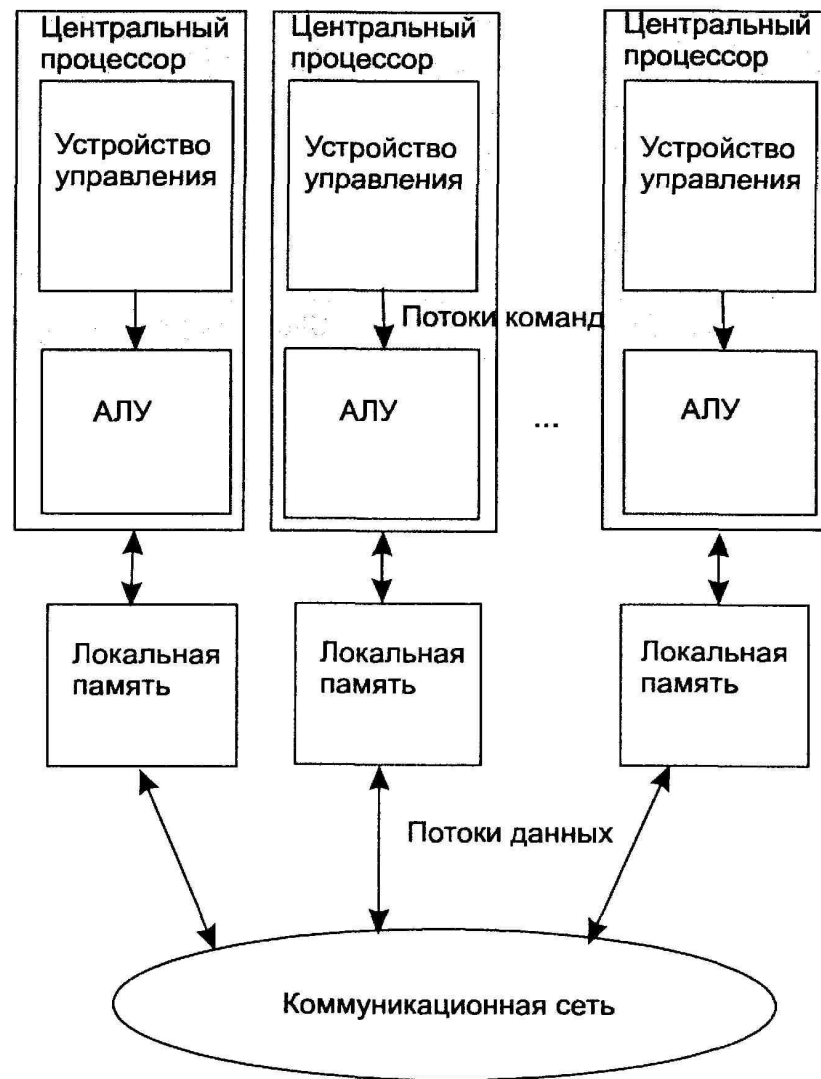 Центральный
процессор
Центральный
процессор
Центральный
процессор
Устройство
управления
Устройство
управления
Устройство
управления
Потоки команд
АЛУ
АЛУ
...
АЛУ
Локальная
память
Локальная
память
Локальная
память
Потоки данных
Коммуникационная сеть